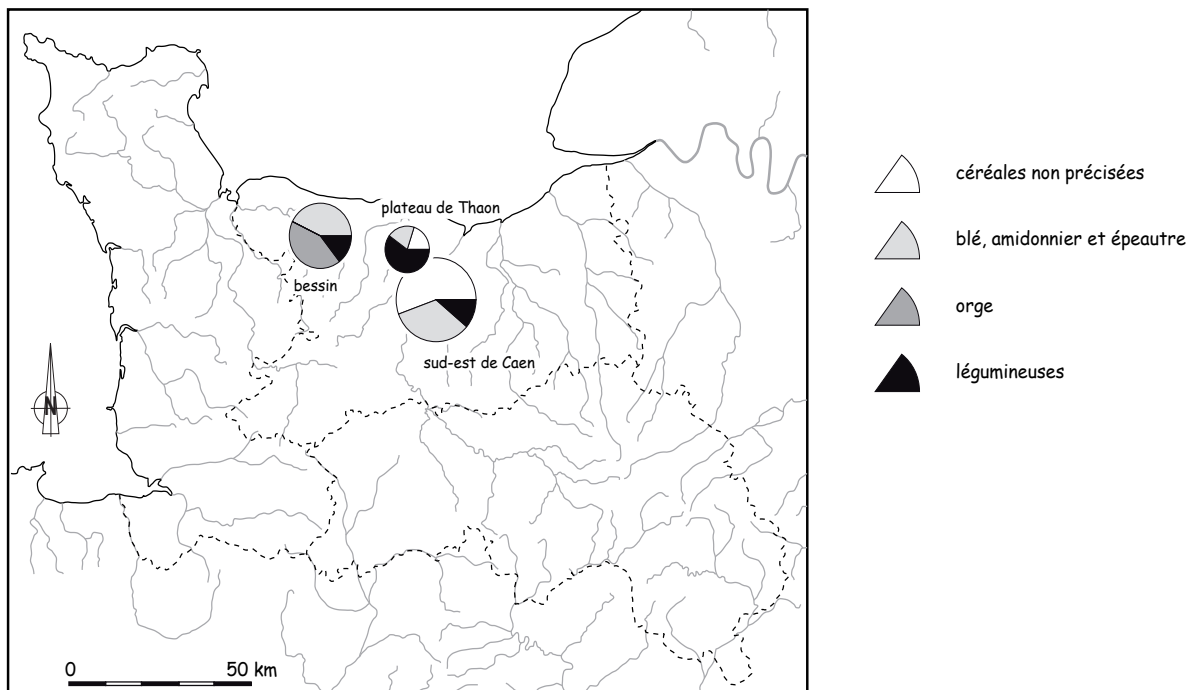 plateau de Thaon
bessin
sud-est de Caen
N
0 50 km
céréales non précisées
blé, amidonnier et épeautre
orge
légumineuses